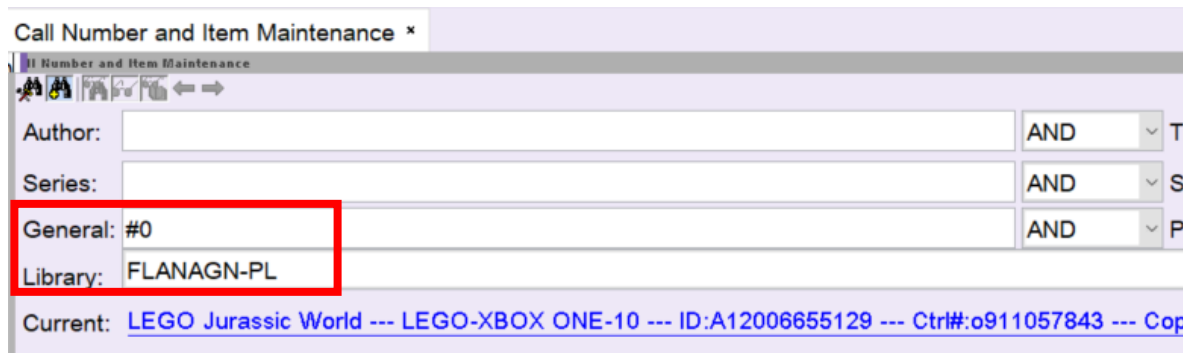 Call Number and Item Maintenance ×
ll Number and Item Maintenance
Author: AND T
Series: AND S
General: #0 AND P
Library: FLANAGN-PL
Current: LEGO Jurassic World --- LEGO-XBOX ONE-10 --- ID:A12006655129 --- Ctrl#:o911057843 --- Cop